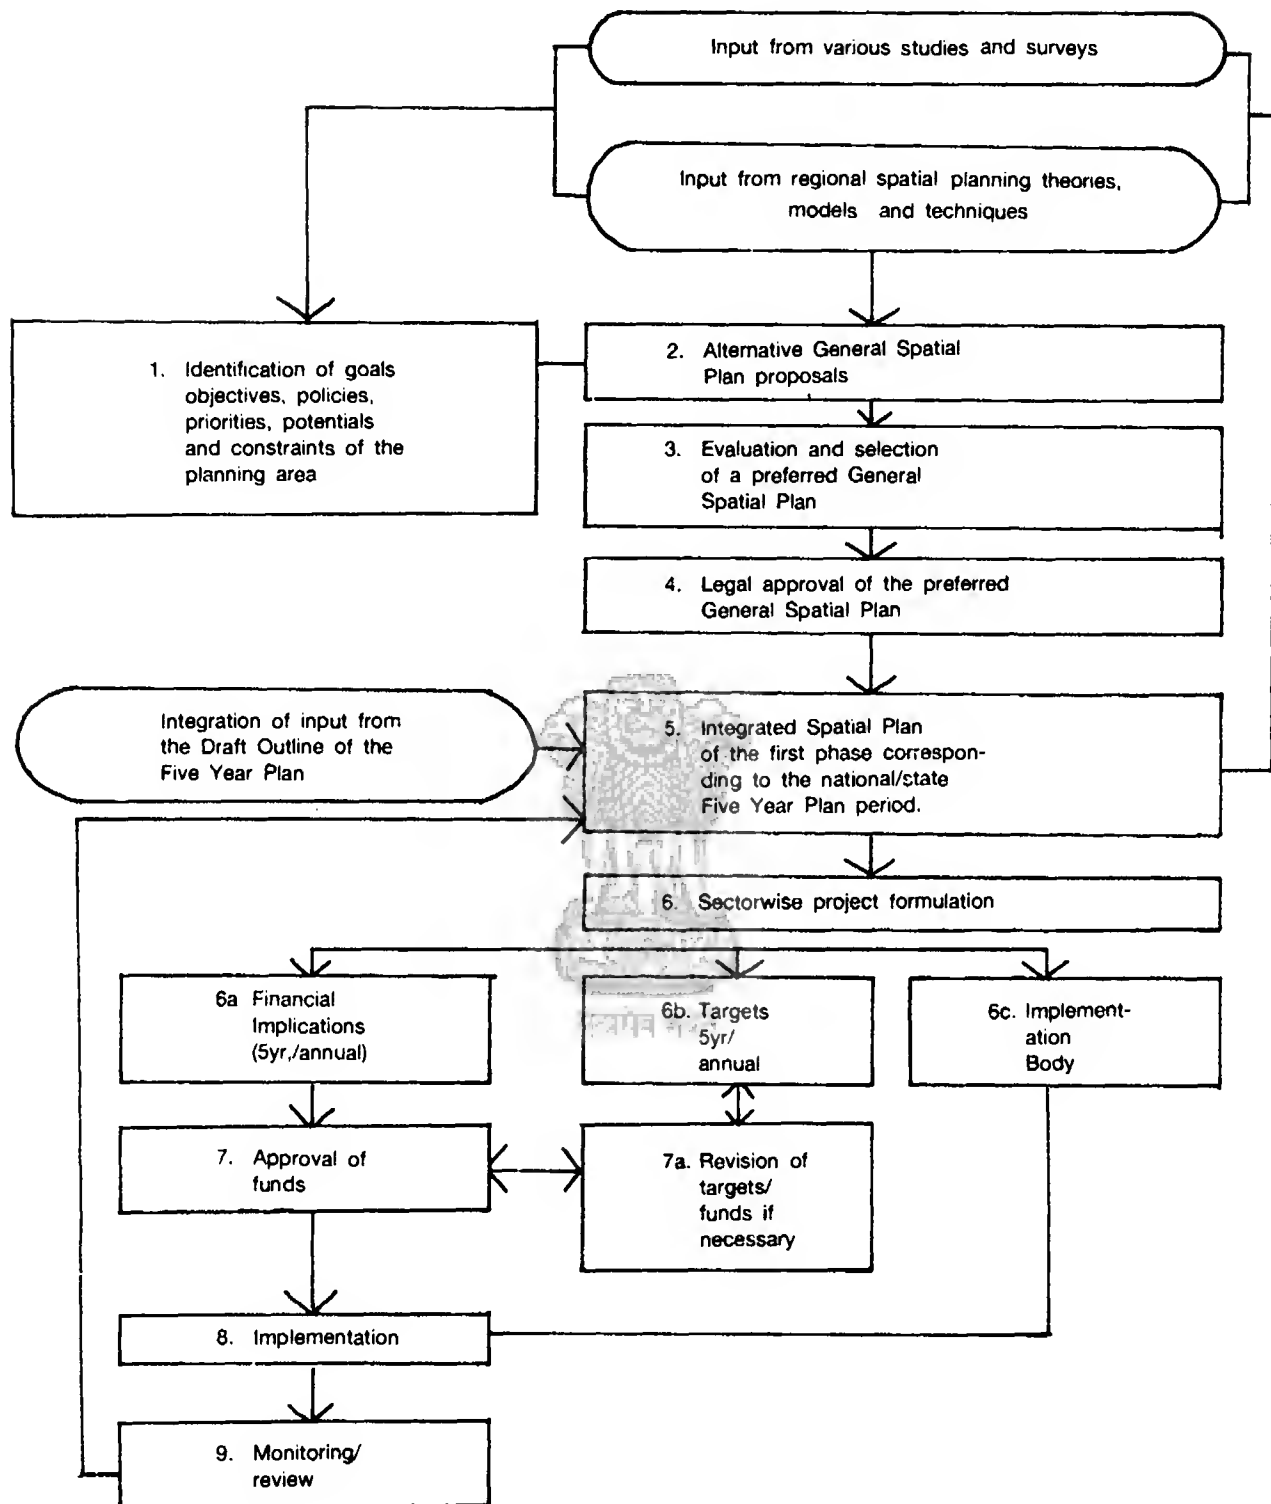 Input from various studies and surveys
Input from regional spatial planning theories,
models and techniques
1. Identification of goals
objectives, policies,
priorities, potentials
and constraints of the
planning area
2. Alternative General Spatial
Plan proposals
3. Evaluation and selection
of a preferred General
Spatial Plan
4. Legal approval of the preferred
General Spatial Plan
Integration of input from
the Draft Outline of the
Five Year Plan
5. Integrated Spatial Plan
of the first phase correspon-
ding to the national/state
Five Year Plan period.
6. Sectorwise project formulation
6a Financial
Implications
(5yr,/annual)
6b. Targets
5yr/
annual
6c. Implement-
ation
Body
7. Approval of
funds
7a. Revision of
targets/
funds if
necessary
8. Implementation
9. Monitoring/
review